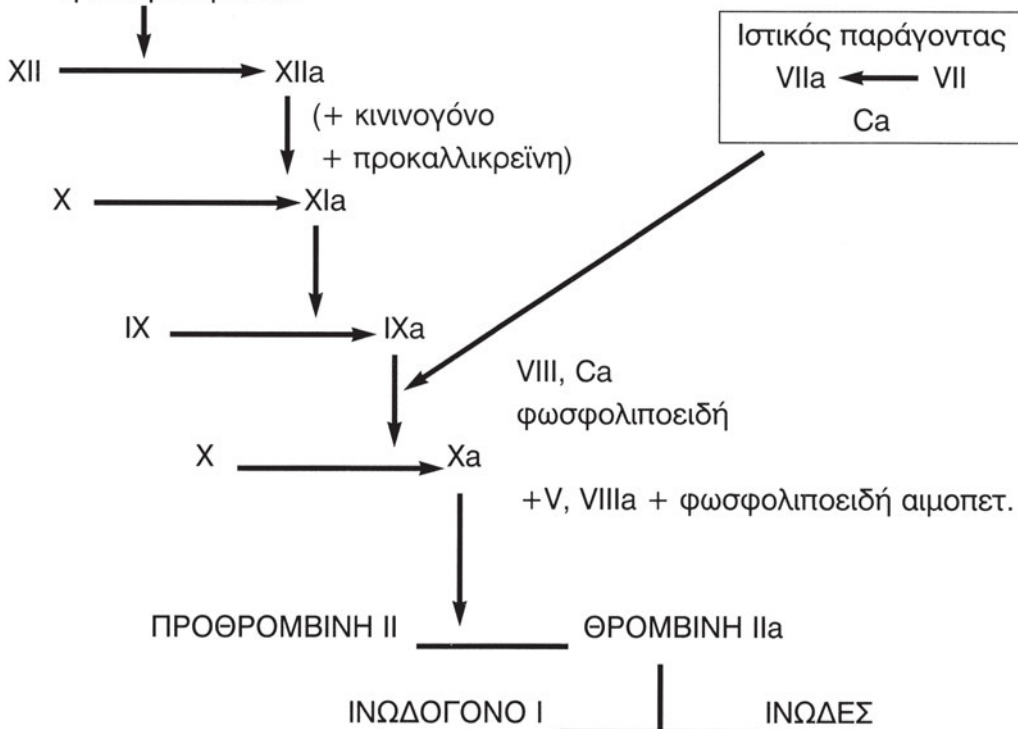 Ιστικός παράγοντας
VIIa VII
Ca
XII XIIa
(+ κινινογόνο
+ προκαλλικρεΐνη)
X XIa
IX IXa
VIII, Ca
φωσφολιποειδή
X Xa
+V, VIIIa + φωσφολιποειδή αιμοπετ.
ΠΡΟΘΡΟΜΒΙΝΗ II ΘΡΟΜΒΙΝΗ IIa
ΙΝΩΔΟΓΟΝΟ I ΙΝΩΔΕΣ